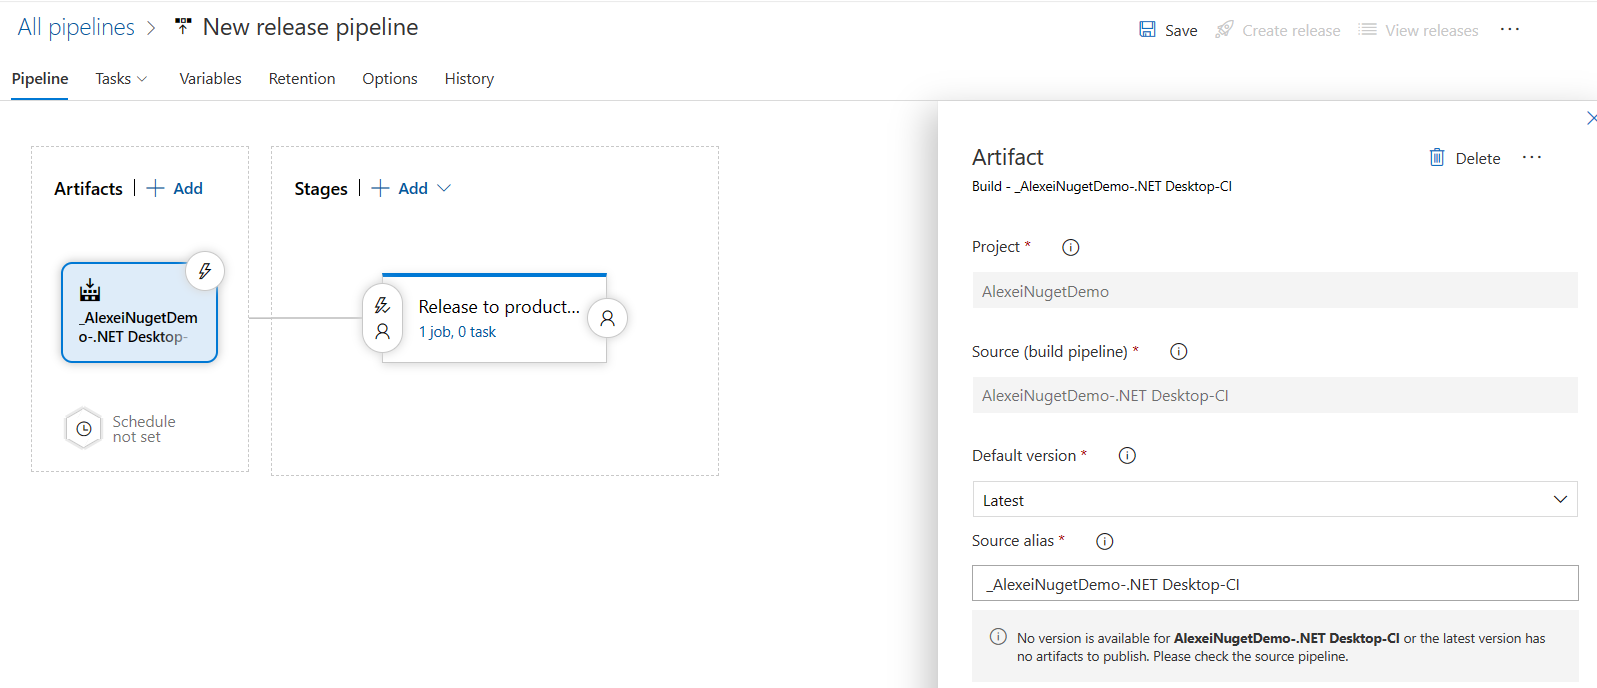 All pipelines > New release pipeline
Save Create release View releases ...
Pipeline Tasks Variables Retention Options History
Artifacts | + Add
Stages | + Add
_AlexeiNugetDem
o-.NET Desktop-
Schedule
not set
Release to product...
1 job, 0 task
Artifact
Delete ...
Build - _AlexeiNugetDemo-.NET Desktop-CI
Project *
AlexeiNugetDemo
Source (build pipeline) *
AlexeiNugetDemo-.NET Desktop-CI
Default version *
Latest
Source alias *
_AlexeiNugetDemo-.NET Desktop-CI
No version is available for AlexeiNugetDemo-.NET Desktop-CI or the latest version has
no artifacts to publish. Please check the source pipeline.